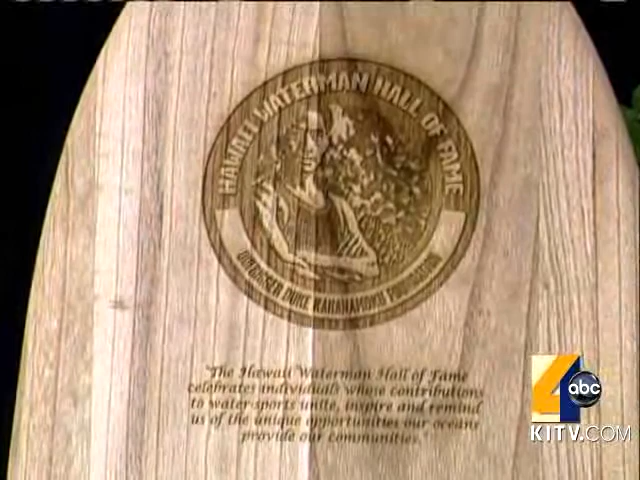 HAWAII WATERMAN HALL OF FAME
OUTRIGGER DUKE KAHANAMOKU FOUNDATION
The Hawaii Waterman Hall of Fame
celebrates individuals whose contributions
to water sports unite, inspire and remind
us of the unique opportunities our oceans
provide our communities.
4
abc
KITV.COM